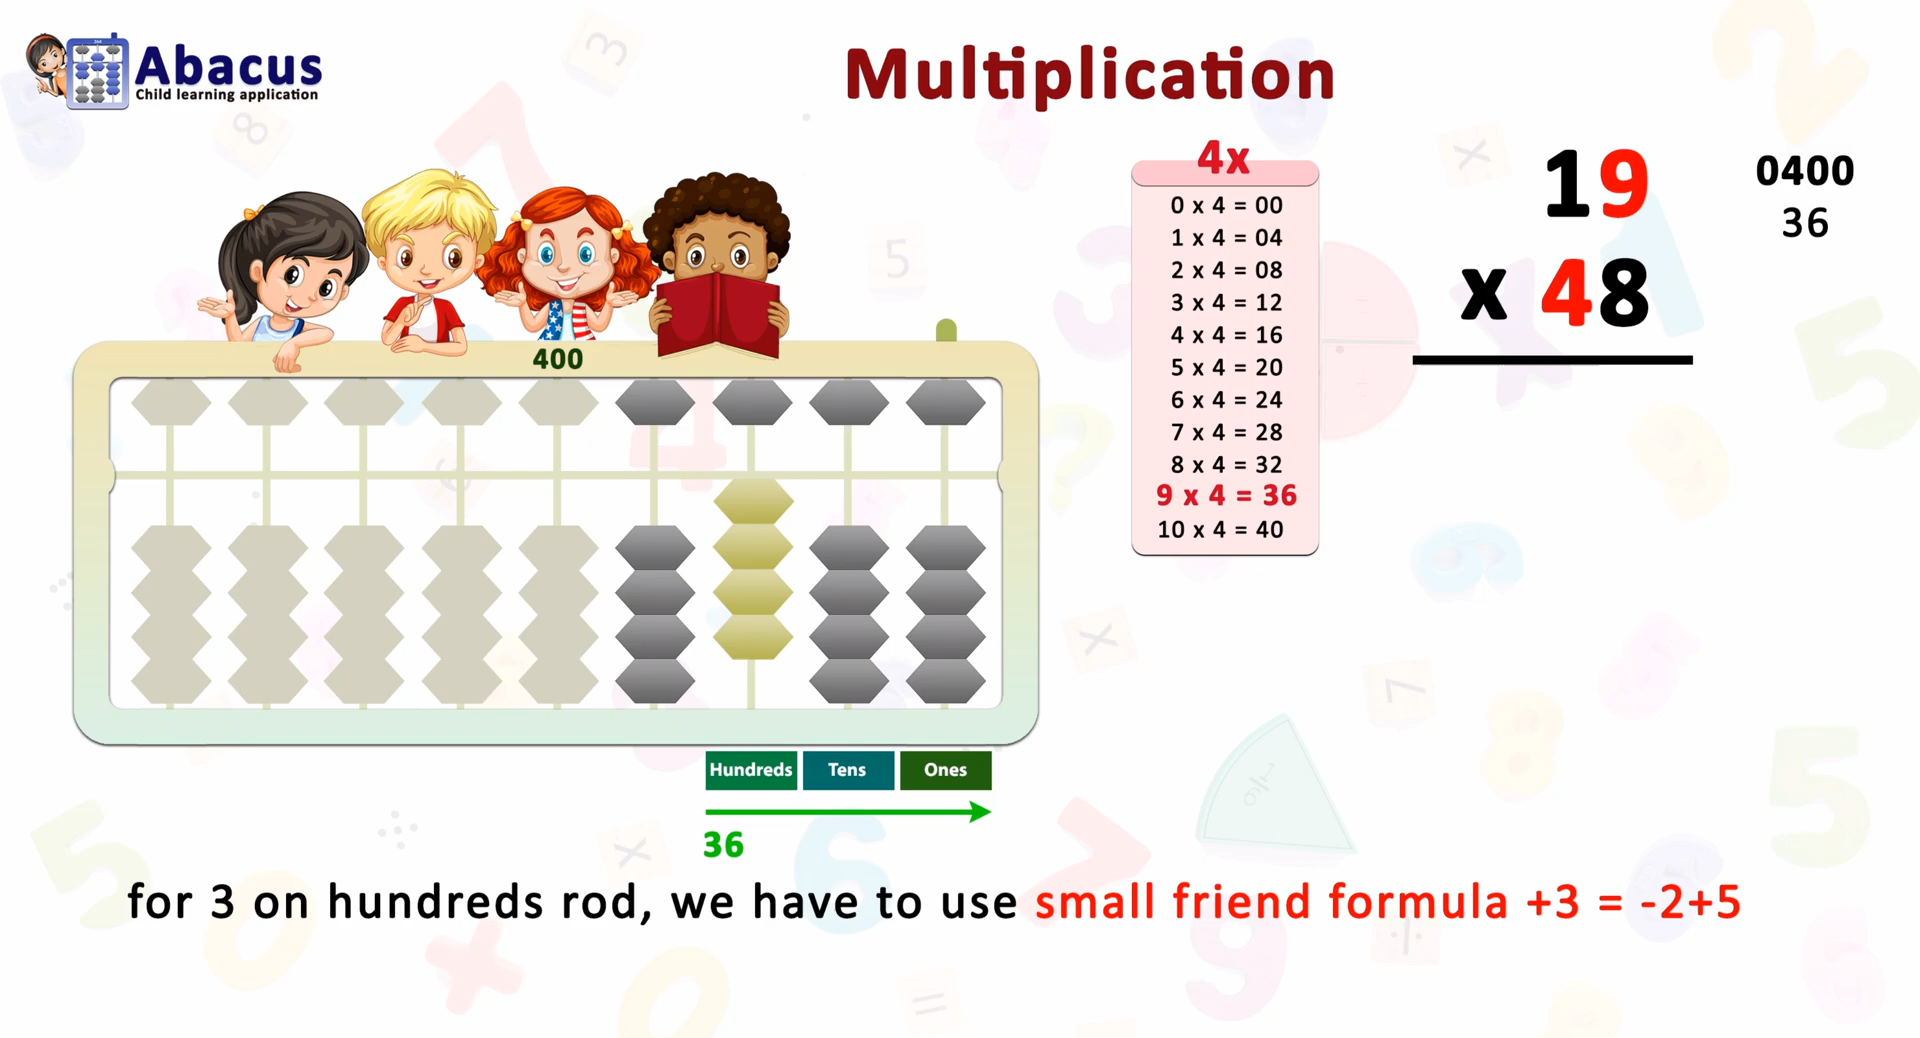 Abacus
Child learning application
Multiplication
4x
0 x 4 = 00
1 x 4 = 04
2 x 4 = 08
3 x 4 = 12
4 x 4 = 16
5 x 4 = 20
6 x 4 = 24
7 x 4 = 28
8 x 4 = 32
9 x 4 = 36
10 x 4 = 40
19
x 48
0400
36
400
Hundreds Tens Ones
36
for 3 on hundreds rod, we have to use small friend formula +3 = -2+5